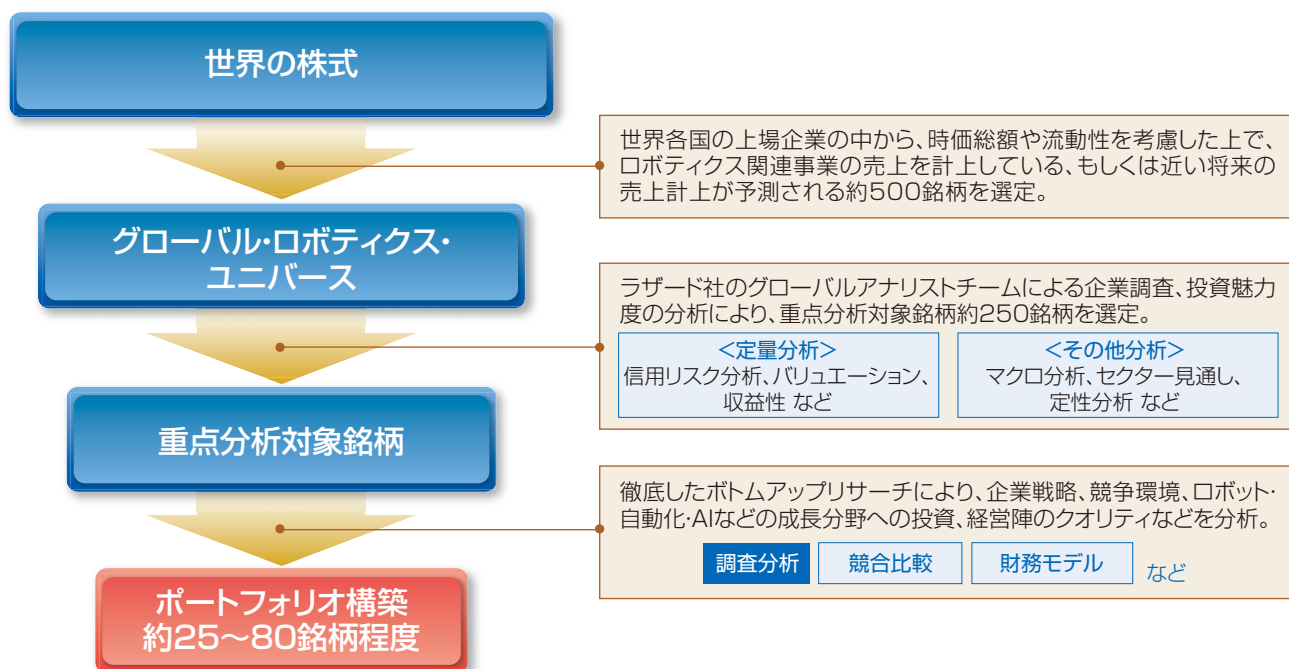 世界の株式
世界各国の上場企業の中から、時価総額や流動性を考慮した上で、
ロボティクス関連事業の売上を計上している、もしくは近い将来の
売上計上が予測される約500銘柄を選定。
グローバル・ロボティクス・
ユニバース
ラザード社のグローバルアナリストチームによる企業調査、投資魅力
度の分析により、重点分析対象銘柄約250銘柄を選定。
<定量分析>
信用リスク分析、バリュエーション、
収益性 など
<その他分析>
マクロ分析、セクター見通し、
定性分析 など
重点分析対象銘柄
徹底したボトムアップリサーチにより、企業戦略、競争環境、ロボット・
自動化・AIなどの成長分野への投資、経営陣のクオリティなどを分析。
調査分析
競合比較
財務モデル
など
ポートフォリオ構築
約25~80銘柄程度